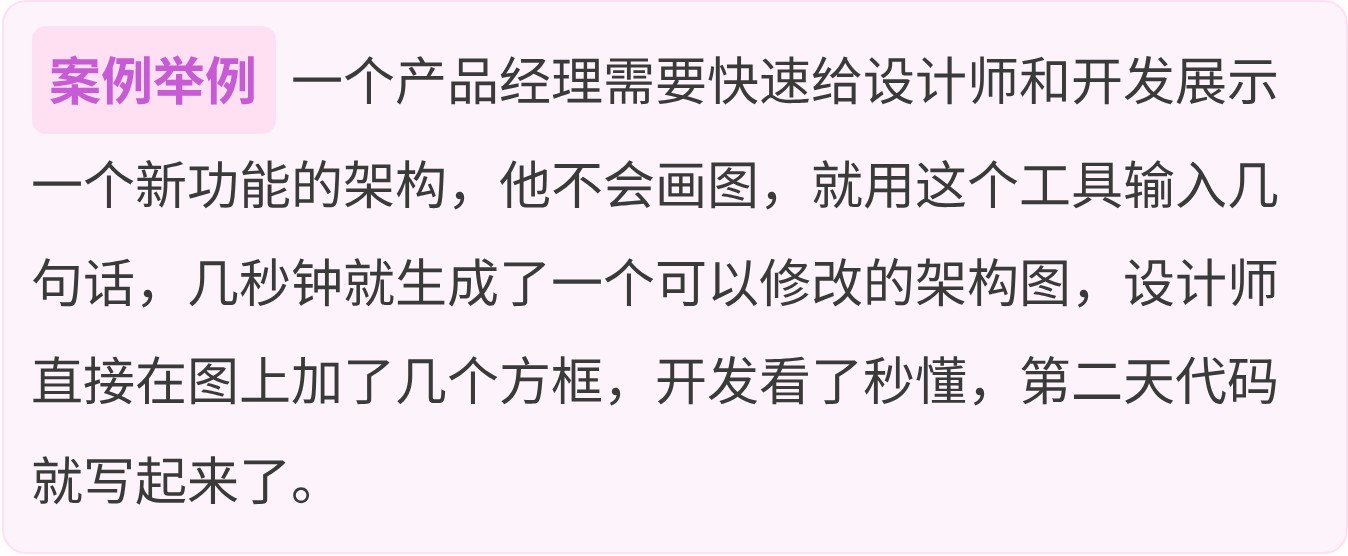 案例举例 一个产品经理需要快速给设计师和开发展示
一个新功能的架构，他不会画图，就用这个工具输入几
句话，几秒钟就生成了一个可以修改的架构图，设计师
直接在图上加了几个方框，开发看了秒懂，第二天代码
就写起来了。